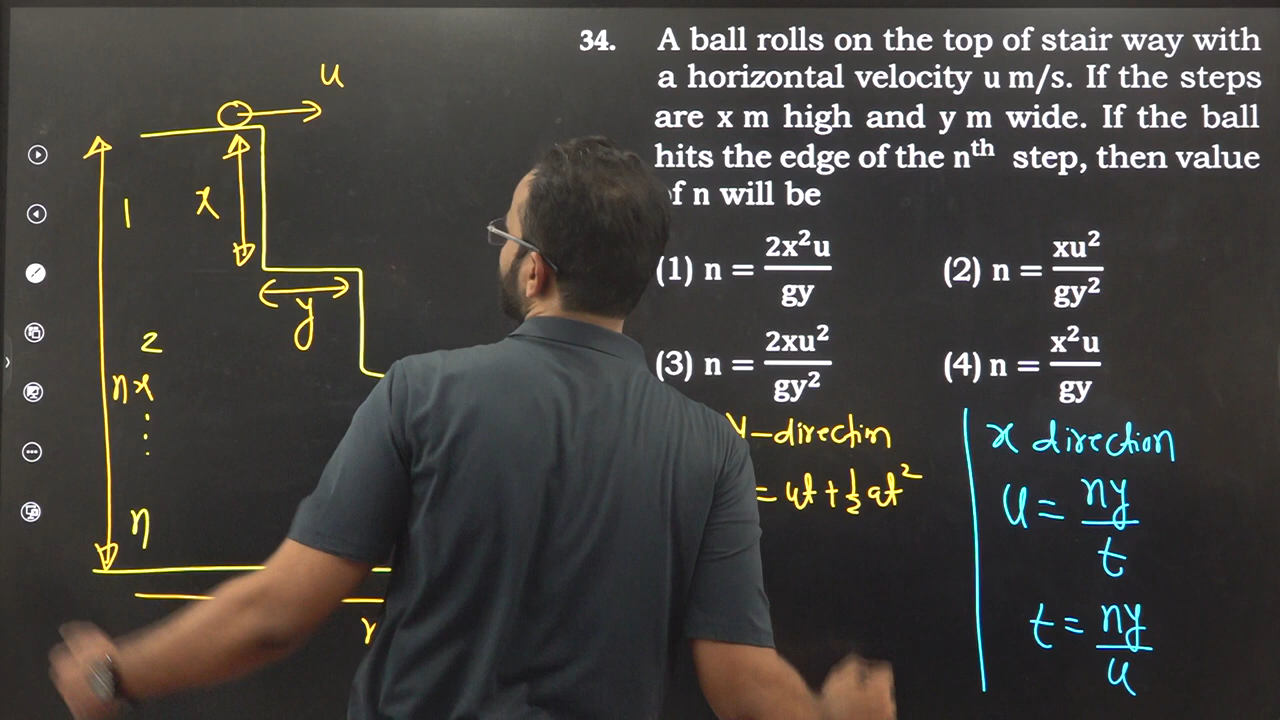 34. A ball rolls on the top of stair way with
a horizontal velocity u m/s. If the steps
are x m high and y m wide. If the ball
hits the edge of the nth step, then value
of n will be
(1) n = 2x²u / gy
(2) n = xu² / gy²
(3) n = 2xu² / gy²
(4) n = x²u / gy
u
1
x
y
2
nx
n
-direction
= ut + ½at²
x direction
u = ny / t
t = ny / u